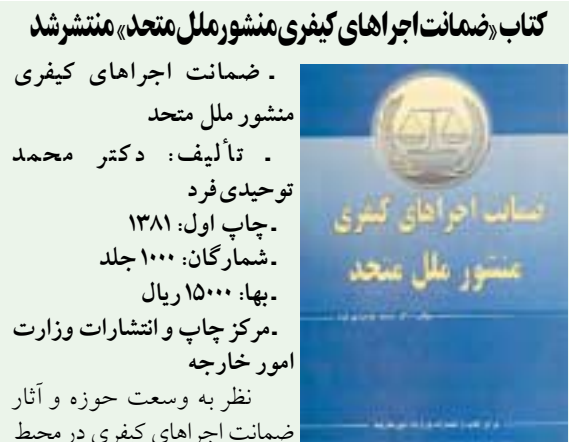 کتاب «ضمانت اجراهای کیفری منشور ملل متحد» منتشر شد
ـ ضمانت اجراهای کیفری
منشور ملل متحد
ـ تألیف: دکتر محمد
توحیدی‌فرد
ـ چاپ اول: ۱۳۸۱
ـ شمارگان: ۱۰۰۰ جلد
ـ بها: ۱۵۰۰۰ ریال
ـ مرکز چاپ و انتشارات وزارت
امور خارجه
نظر به وسعت حوزه و آثار
ضمانت اجراهای کیفری در محیط
ضمانت اجراهای کیفری
منشور ملل متحد